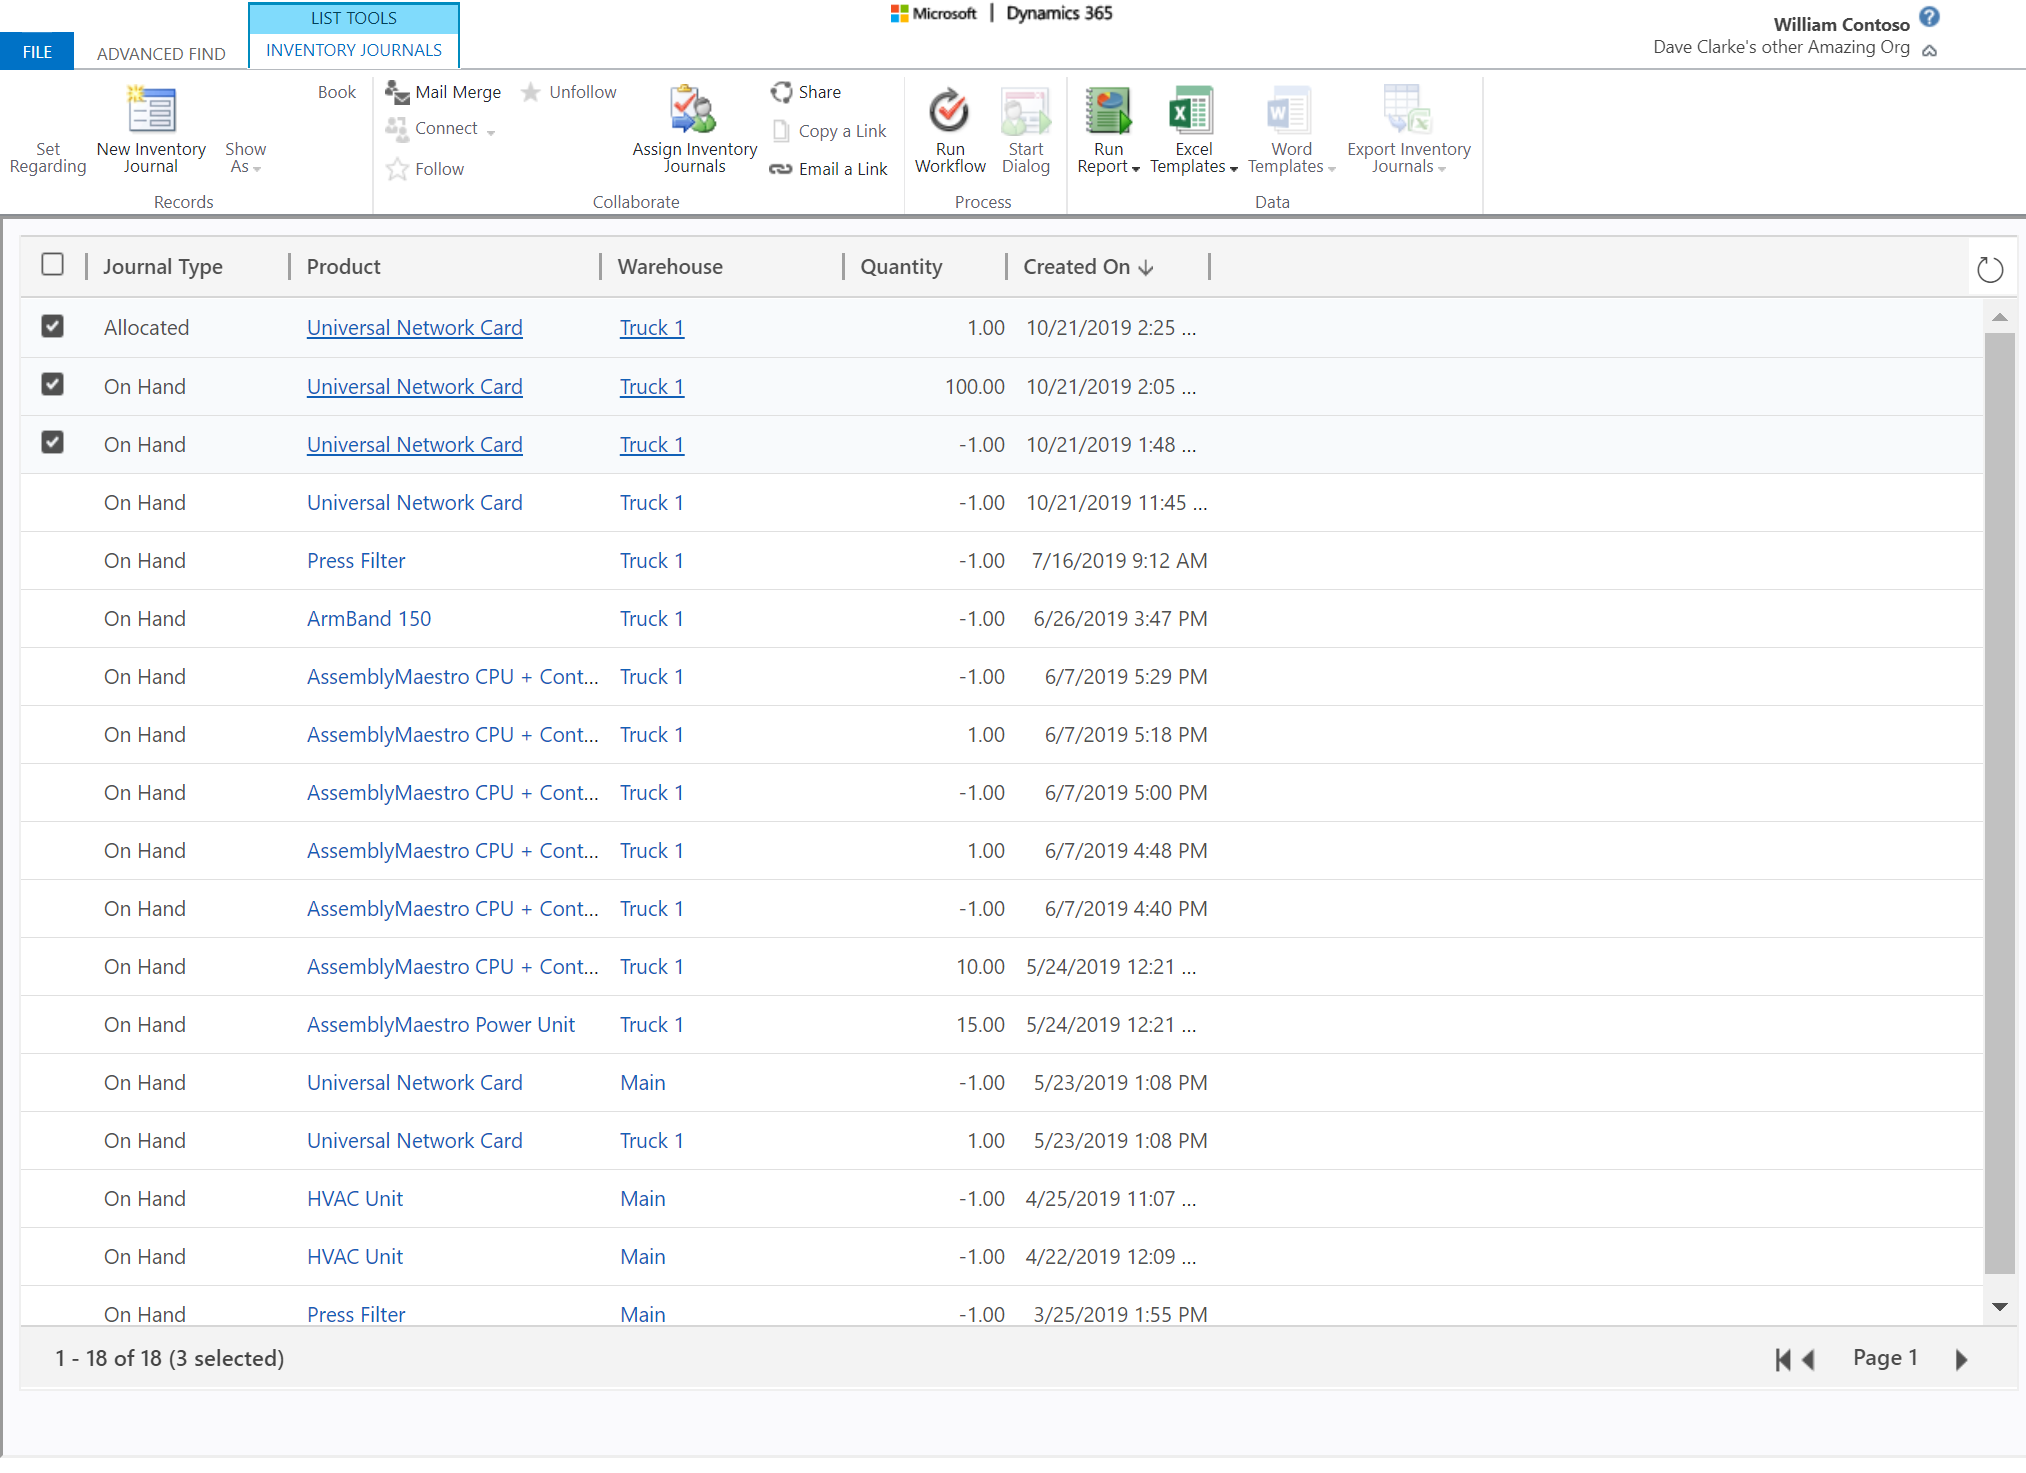 LIST TOOLS
Microsoft | Dynamics 365
William Contoso
Dave Clarke's other Amazing Org
FILE
ADVANCED FIND
INVENTORY JOURNALS
Set Regarding
New Inventory Journal
Show As
Book
Records
Mail Merge
Connect
Follow
Unfollow
Assign Inventory Journals
Share
Copy a Link
Email a Link
Collaborate
Run Workflow
Start Dialog
Process
Run Report
Excel Templates
Word Templates
Export Inventory Journals
Data
Journal Type Product Warehouse Quantity Created On
Allocated Universal Network Card Truck 1 1.00 10/21/2019 2:25 ...
On Hand Universal Network Card Truck 1 100.00 10/21/2019 2:05 ...
On Hand Universal Network Card Truck 1 -1.00 10/21/2019 1:48 ...
On Hand Universal Network Card Truck 1 -1.00 10/21/2019 11:45 ...
On Hand Press Filter Truck 1 -1.00 7/16/2019 9:12 AM
On Hand ArmBand 150 Truck 1 -1.00 6/26/2019 3:47 PM
On Hand AssemblyMaestro CPU + Cont... Truck 1 -1.00 6/7/2019 5:29 PM
On Hand AssemblyMaestro CPU + Cont... Truck 1 1.00 6/7/2019 5:18 PM
On Hand AssemblyMaestro CPU + Cont... Truck 1 -1.00 6/7/2019 5:00 PM
On Hand AssemblyMaestro CPU + Cont... Truck 1 1.00 6/7/2019 4:48 PM
On Hand AssemblyMaestro CPU + Cont... Truck 1 -1.00 6/7/2019 4:40 PM
On Hand AssemblyMaestro CPU + Cont... Truck 1 10.00 5/24/2019 12:21 ...
On Hand AssemblyMaestro Power Unit Truck 1 15.00 5/24/2019 12:21 ...
On Hand Universal Network Card Main -1.00 5/23/2019 1:08 PM
On Hand Universal Network Card Truck 1 1.00 5/23/2019 1:08 PM
On Hand HVAC Unit Main -1.00 4/25/2019 11:07 ...
On Hand HVAC Unit Main -1.00 4/22/2019 12:09 ...
On Hand Press Filter Main -1.00 3/25/2019 1:55 PM
1 - 18 of 18 (3 selected)
Page 1